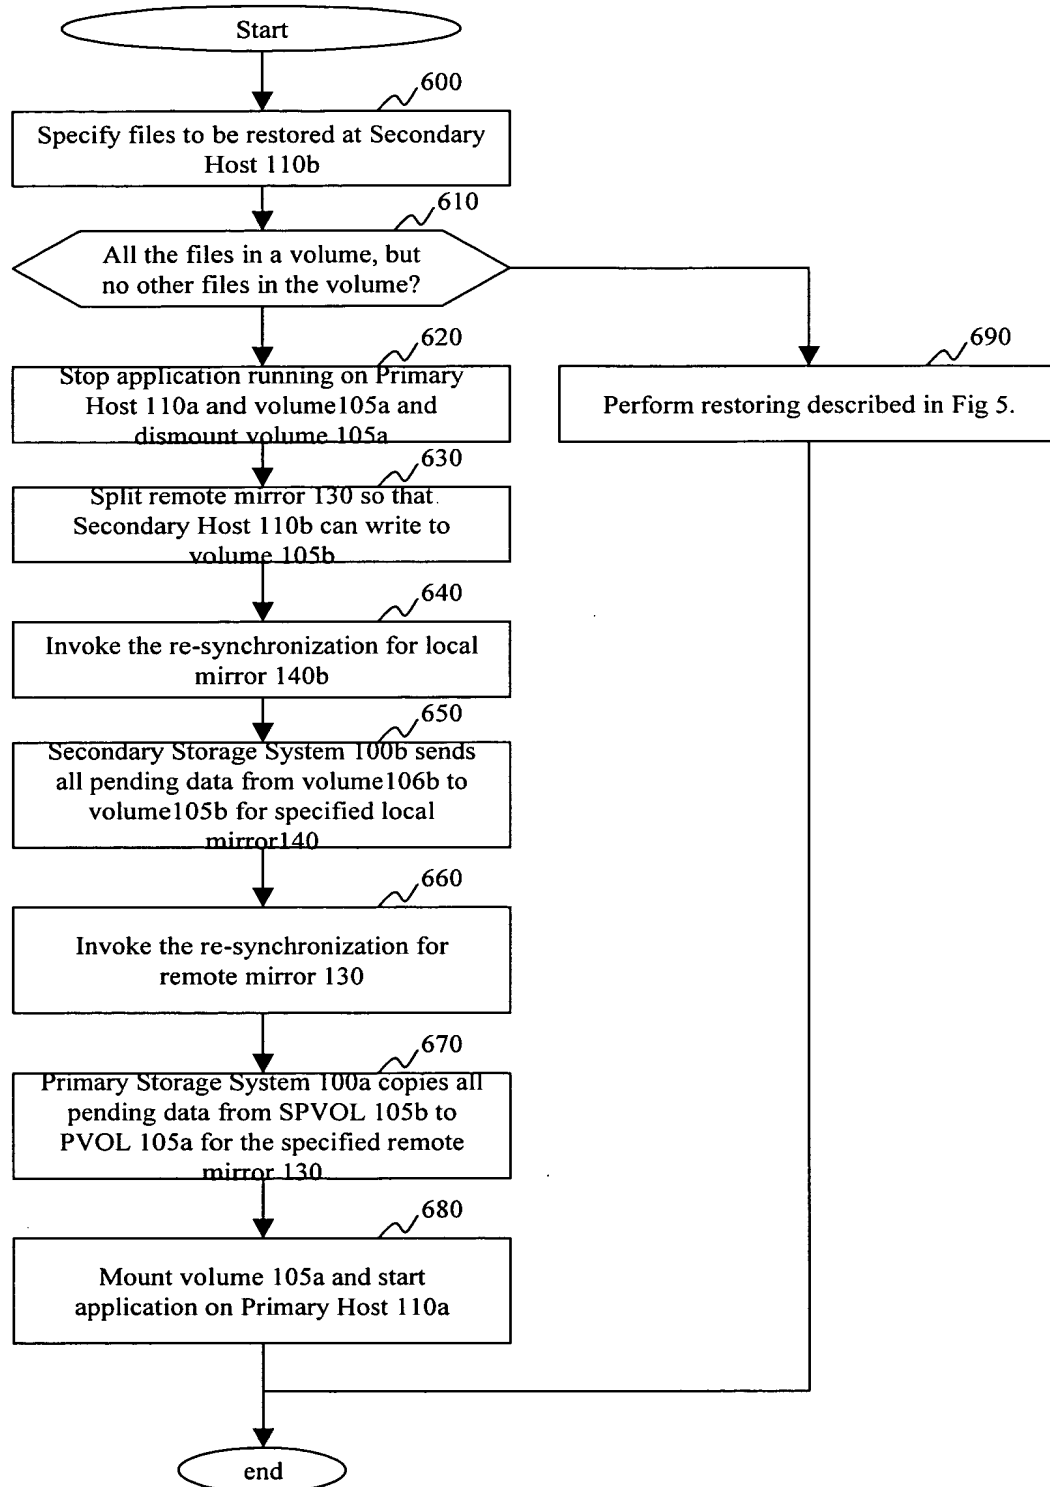 Start
600
Specify files to be restored at Secondary
Host 110b
610
All the files in a volume, but
no other files in the volume?
620
Stop application running on Primary
Host 110a and volume105a and
dismount volume 105a
690
Perform restoring described in Fig 5.
630
Split remote mirror 130 so that
Secondary Host 110b can write to
volume 105b
640
Invoke the re-synchronization for local
mirror 140b
650
Secondary Storage System 100b sends
all pending data from volume106b to
volume105b for specified local
mirror140
660
Invoke the re-synchronization for
remote mirror 130
670
Primary Storage System 100a copies all
pending data from SPVOL 105b to
PVOL 105a for the specified remote
mirror 130
680
Mount volume 105a and start
application on Primary Host 110a
end